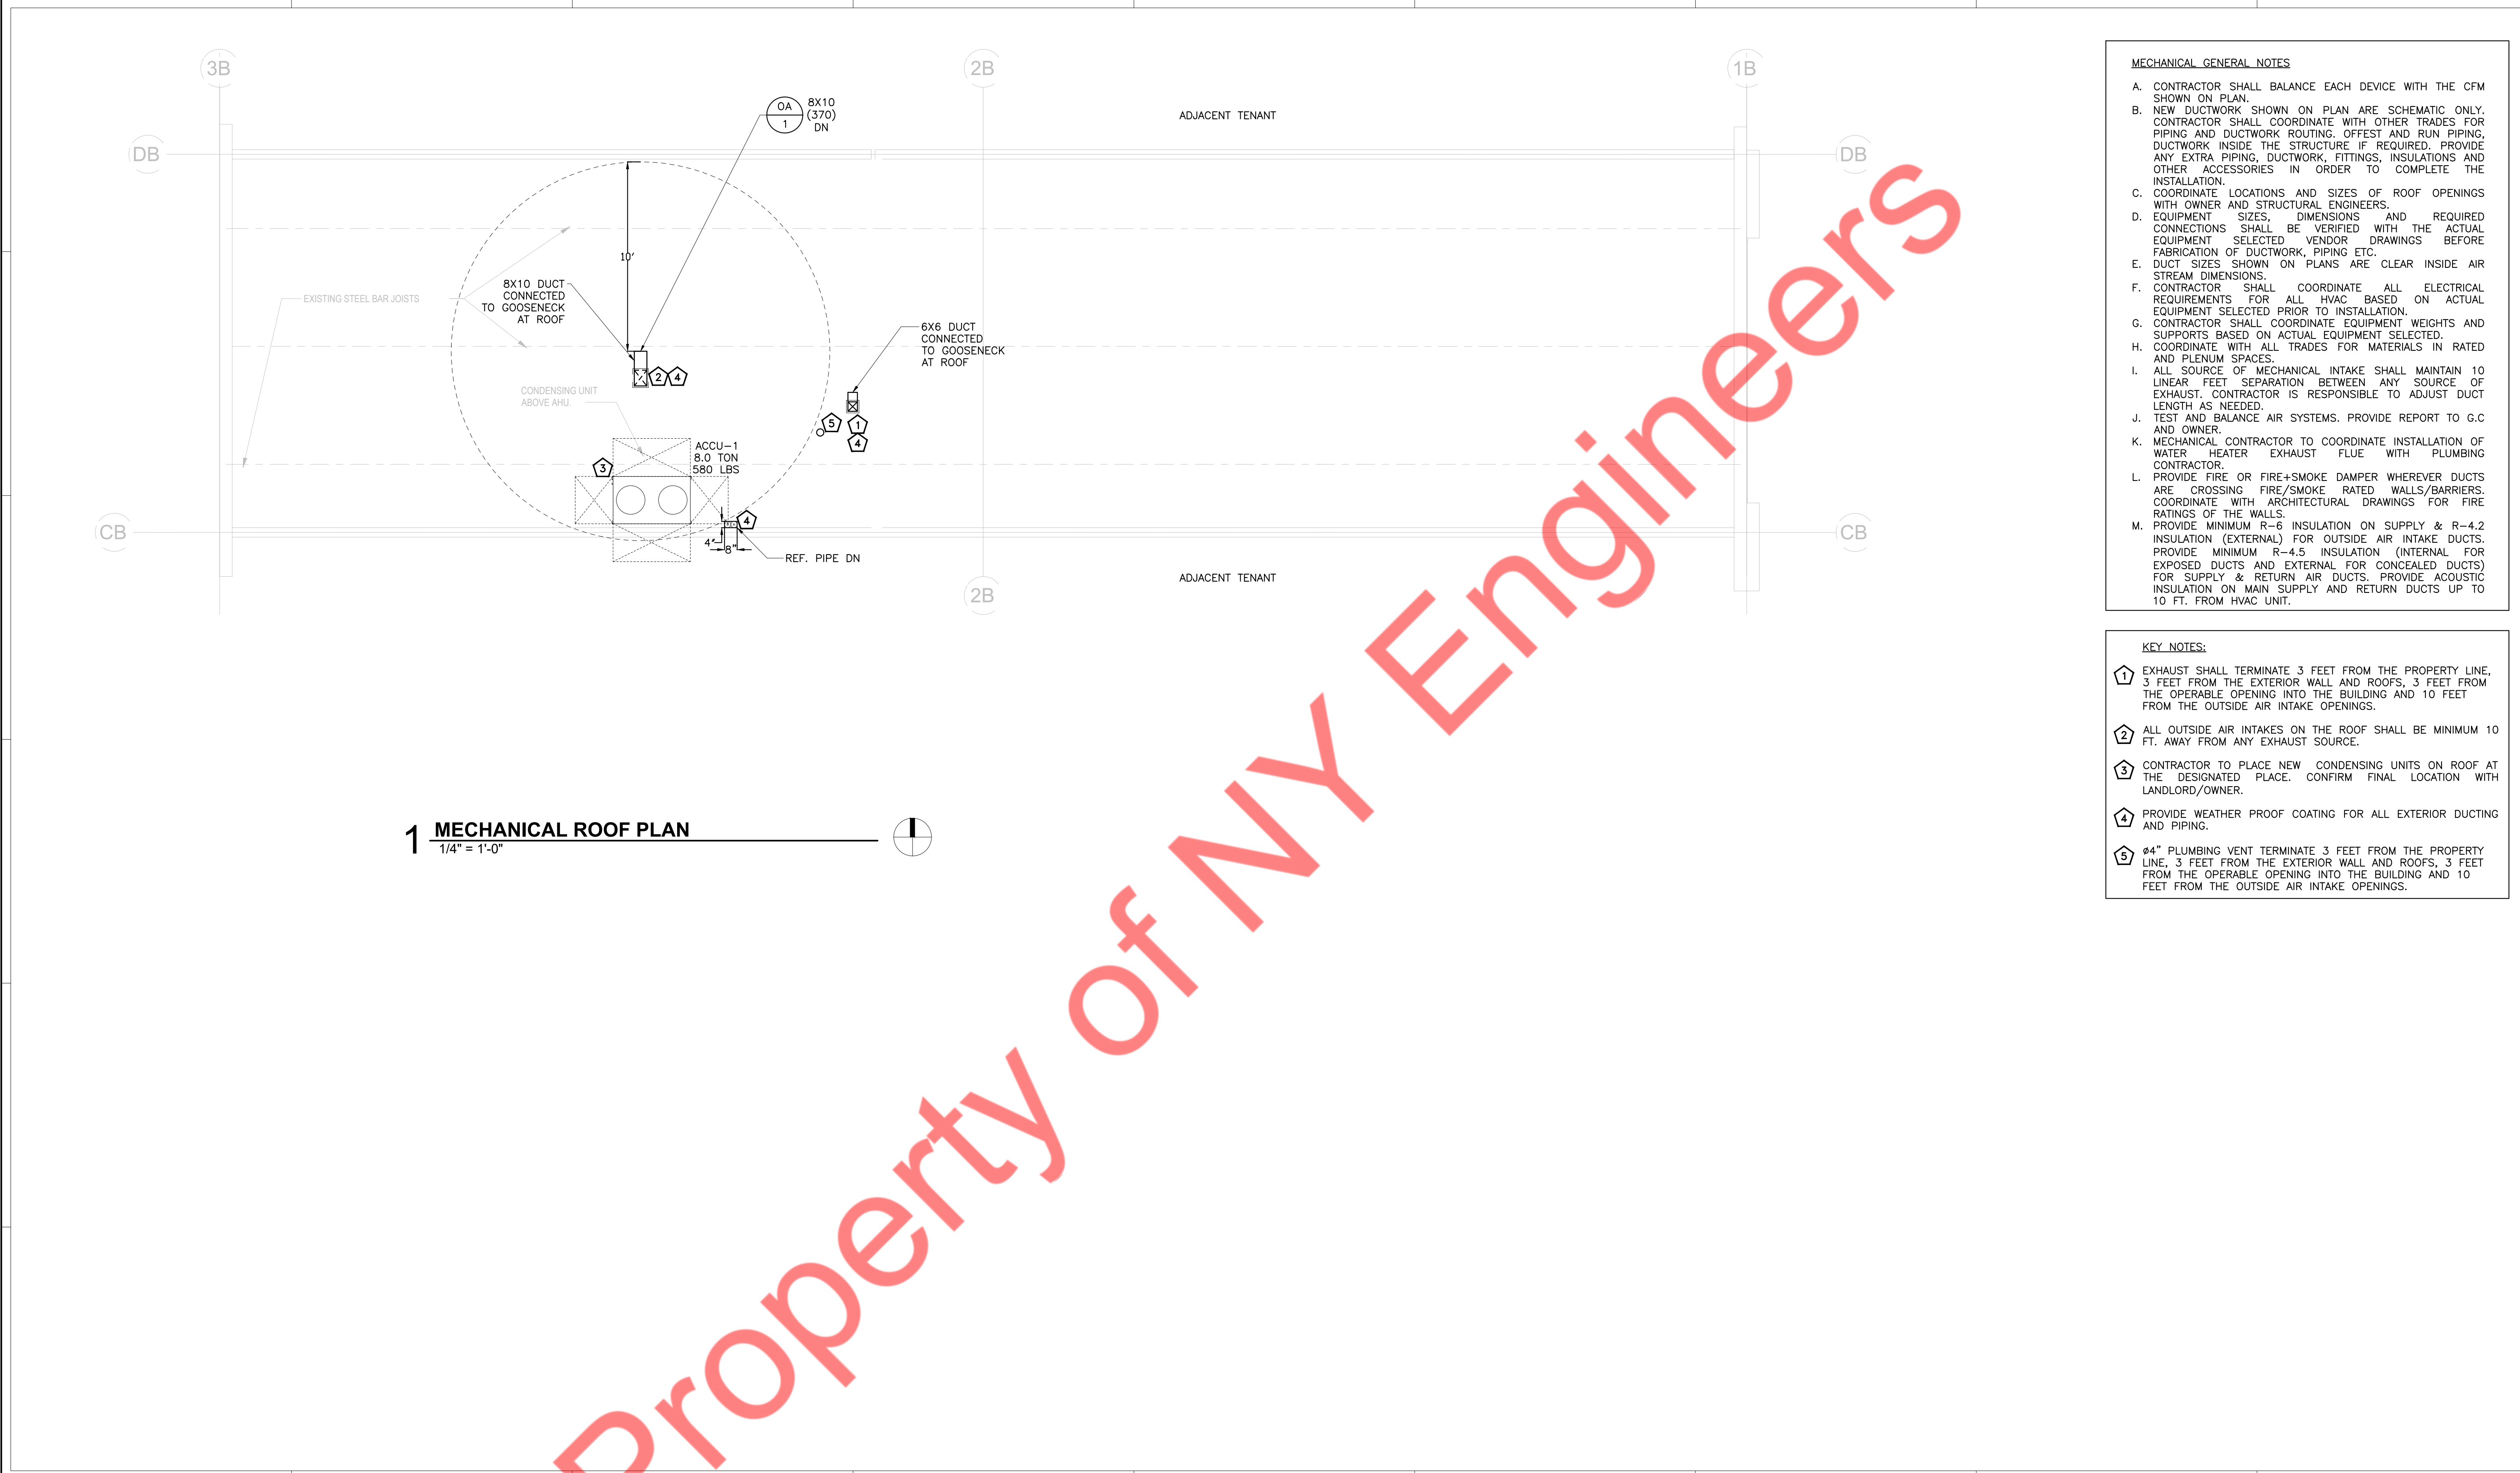 3B
2B
1B
OA
1
8X10
(370)
DN
ADJACENT TENANT
DB
DB
10'
EXISTING STEEL BAR JOISTS
8X10 DUCT
CONNECTED
TO GOOSENECK
AT ROOF
6X6 DUCT
CONNECTED
TO GOOSENECK
AT ROOF
2
4
CONDENSING UNIT
ABOVE AHU.
5
1
4
ACCU-1
8.0 TON
580 LBS
3
4
CB
CB
4"
8"
REF. PIPE DN
ADJACENT TENANT
2B
1 MECHANICAL ROOF PLAN
1/4" = 1'-0"
MECHANICAL GENERAL NOTES
A. CONTRACTOR SHALL BALANCE EACH DEVICE WITH THE CFM
SHOWN ON PLAN.
B. NEW DUCTWORK SHOWN ON PLAN ARE SCHEMATIC ONLY.
CONTRACTOR SHALL COORDINATE WITH OTHER TRADES FOR
PIPING AND DUCTWORK ROUTING. OFFEST AND RUN PIPING,
DUCTWORK INSIDE THE STRUCTURE IF REQUIRED. PROVIDE
ANY EXTRA PIPING, DUCTWORK, FITTINGS, INSULATIONS AND
OTHER ACCESSORIES IN ORDER TO COMPLETE THE
INSTALLATION.
C. COORDINATE LOCATIONS AND SIZES OF ROOF OPENINGS
WITH OWNER AND STRUCTURAL ENGINEERS.
D. EQUIPMENT SIZES, DIMENSIONS AND REQUIRED
CONNECTIONS SHALL BE VERIFIED WITH THE ACTUAL
EQUIPMENT SELECTED VENDOR DRAWINGS BEFORE
FABRICATION OF DUCTWORK, PIPING ETC.
E. DUCT SIZES SHOWN ON PLANS ARE CLEAR INSIDE AIR
STREAM DIMENSIONS.
F. CONTRACTOR SHALL COORDINATE ALL ELECTRICAL
REQUIREMENTS FOR ALL HVAC BASED ON ACTUAL
EQUIPMENT SELECTED PRIOR TO INSTALLATION.
G. CONTRACTOR SHALL COORDINATE EQUIPMENT WEIGHTS AND
SUPPORTS BASED ON ACTUAL EQUIPMENT SELECTED.
H. COORDINATE WITH ALL TRADES FOR MATERIALS IN RATED
AND PLENUM SPACES.
I. ALL SOURCE OF MECHANICAL INTAKE SHALL MAINTAIN 10
LINEAR FEET SEPARATION BETWEEN ANY SOURCE OF
EXHAUST. CONTRACTOR IS RESPONSIBLE TO ADJUST DUCT
LENGTH AS NEEDED.
J. TEST AND BALANCE AIR SYSTEMS. PROVIDE REPORT TO G.C
AND OWNER.
K. MECHANICAL CONTRACTOR TO COORDINATE INSTALLATION OF
WATER HEATER EXHAUST FLUE WITH PLUMBING
CONTRACTOR.
L. PROVIDE FIRE OR FIRE+SMOKE DAMPER WHEREVER DUCTS
ARE CROSSING FIRE/SMOKE RATED WALLS/BARRIERS.
COORDINATE WITH ARCHITECTURAL DRAWINGS FOR FIRE
RATINGS OF THE WALLS.
M. PROVIDE MINIMUM R-6 INSULATION ON SUPPLY & R-4.2
INSULATION (EXTERNAL) FOR OUTSIDE AIR INTAKE DUCTS.
PROVIDE MINIMUM R-4.5 INSULATION (INTERNAL FOR
EXPOSED DUCTS AND EXTERNAL FOR CONCEALED DUCTS)
FOR SUPPLY & RETURN AIR DUCTS. PROVIDE ACOUSTIC
INSULATION ON MAIN SUPPLY AND RETURN DUCTS UP TO
10 FT. FROM HVAC UNIT.
KEY NOTES:
1 EXHAUST SHALL TERMINATE 3 FEET FROM THE PROPERTY LINE,
3 FEET FROM THE EXTERIOR WALL AND ROOFS, 3 FEET FROM
THE OPERABLE OPENING INTO THE BUILDING AND 10 FEET
FROM THE OUTSIDE AIR INTAKE OPENINGS.
2 ALL OUTSIDE AIR INTAKES ON THE ROOF SHALL BE MINIMUM 10
FT. AWAY FROM ANY EXHAUST SOURCE.
3 CONTRACTOR TO PLACE NEW CONDENSING UNITS ON ROOF AT
THE DESIGNATED PLACE. CONFIRM FINAL LOCATION WITH
LANDLORD/OWNER.
4 PROVIDE WEATHER PROOF COATING FOR ALL EXTERIOR DUCTING
AND PIPING.
5 ø4" PLUMBING VENT TERMINATE 3 FEET FROM THE PROPERTY
LINE, 3 FEET FROM THE EXTERIOR WALL AND ROOFS, 3 FEET
FROM THE OPERABLE OPENING INTO THE BUILDING AND 10
FEET FROM THE OUTSIDE AIR INTAKE OPENINGS.
Property of NY Engineers